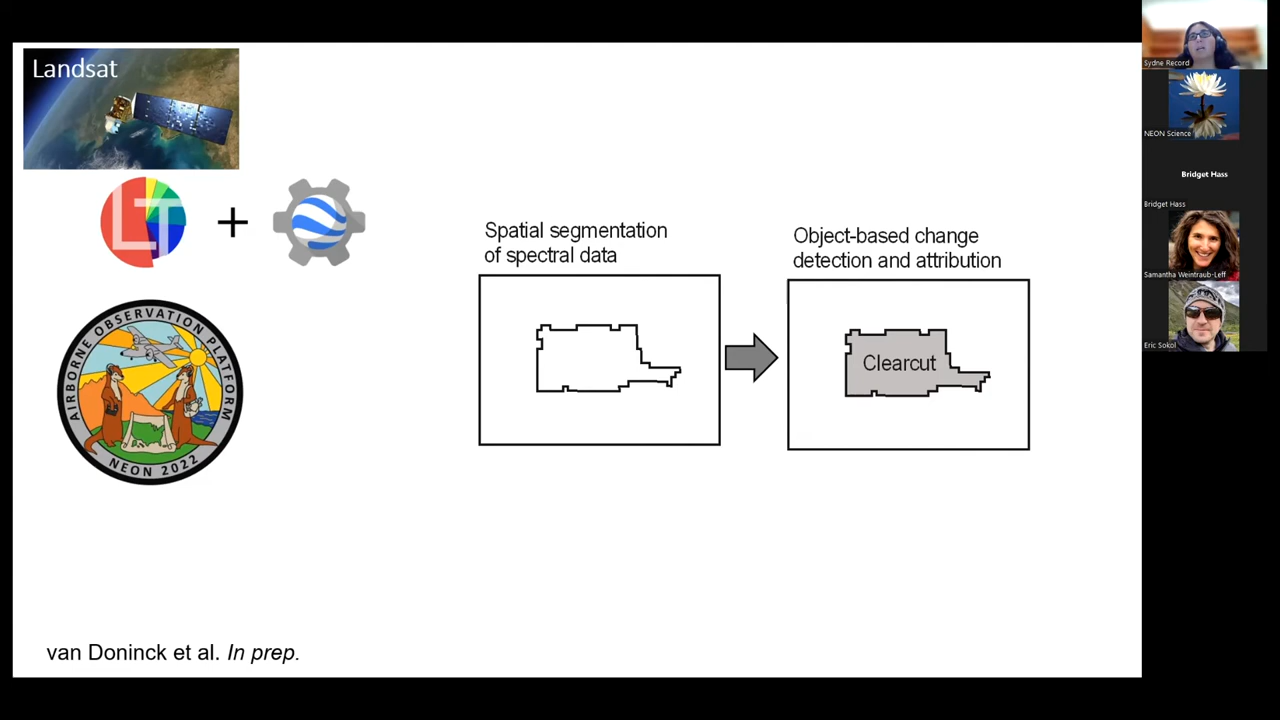 Landsat
LT
+
AIRBORNE OBSERVATION PLATFORM
NEON 2022
Spatial segmentation
of spectral data
Object-based change
detection and attribution
Clearcut
van Doninck et al. In prep.
Sydne Record
NEON Science
Bridget Hass
Bridget Hass
Samantha Weintraub-Leff
Eric Sokol